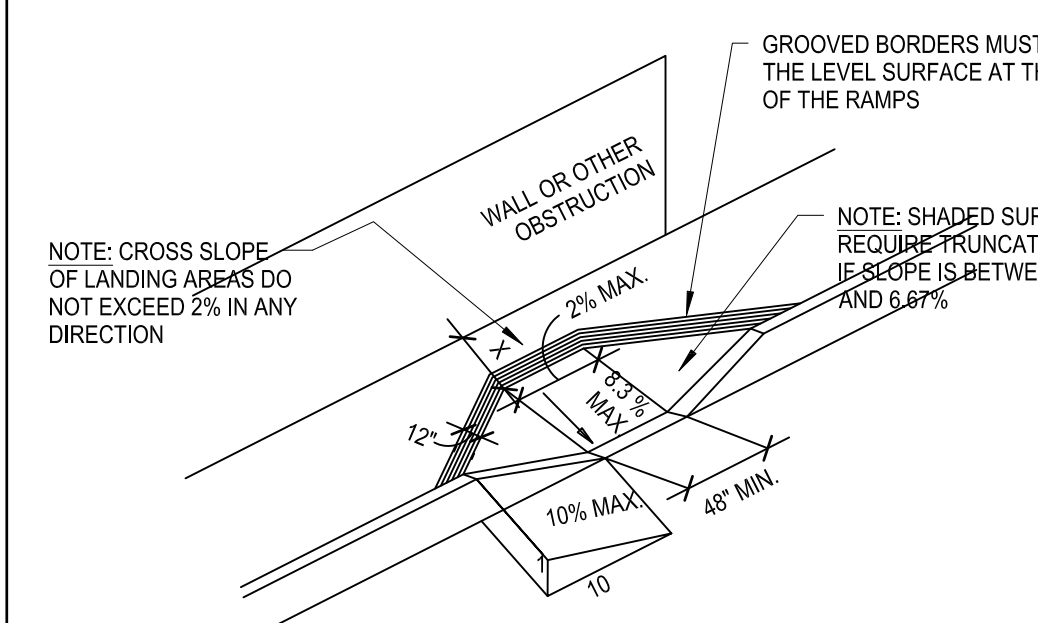 GROOVED BORDERS MUST
THE LEVEL SURFACE AT TH
OF THE RAMPS
WALL OR OTHER
OBSTRUCTION
NOTE: SHADED SUR
REQUIRE TRUNCAT
IF SLOPE IS BETWE
AND 6.67%
NOTE: CROSS SLOPE
OF LANDING AREAS DO
NOT EXCEED 2% IN ANY
DIRECTION
2% MAX.
X
8.3 %
MAX
12"
48" MIN.
10% MAX.
1
10